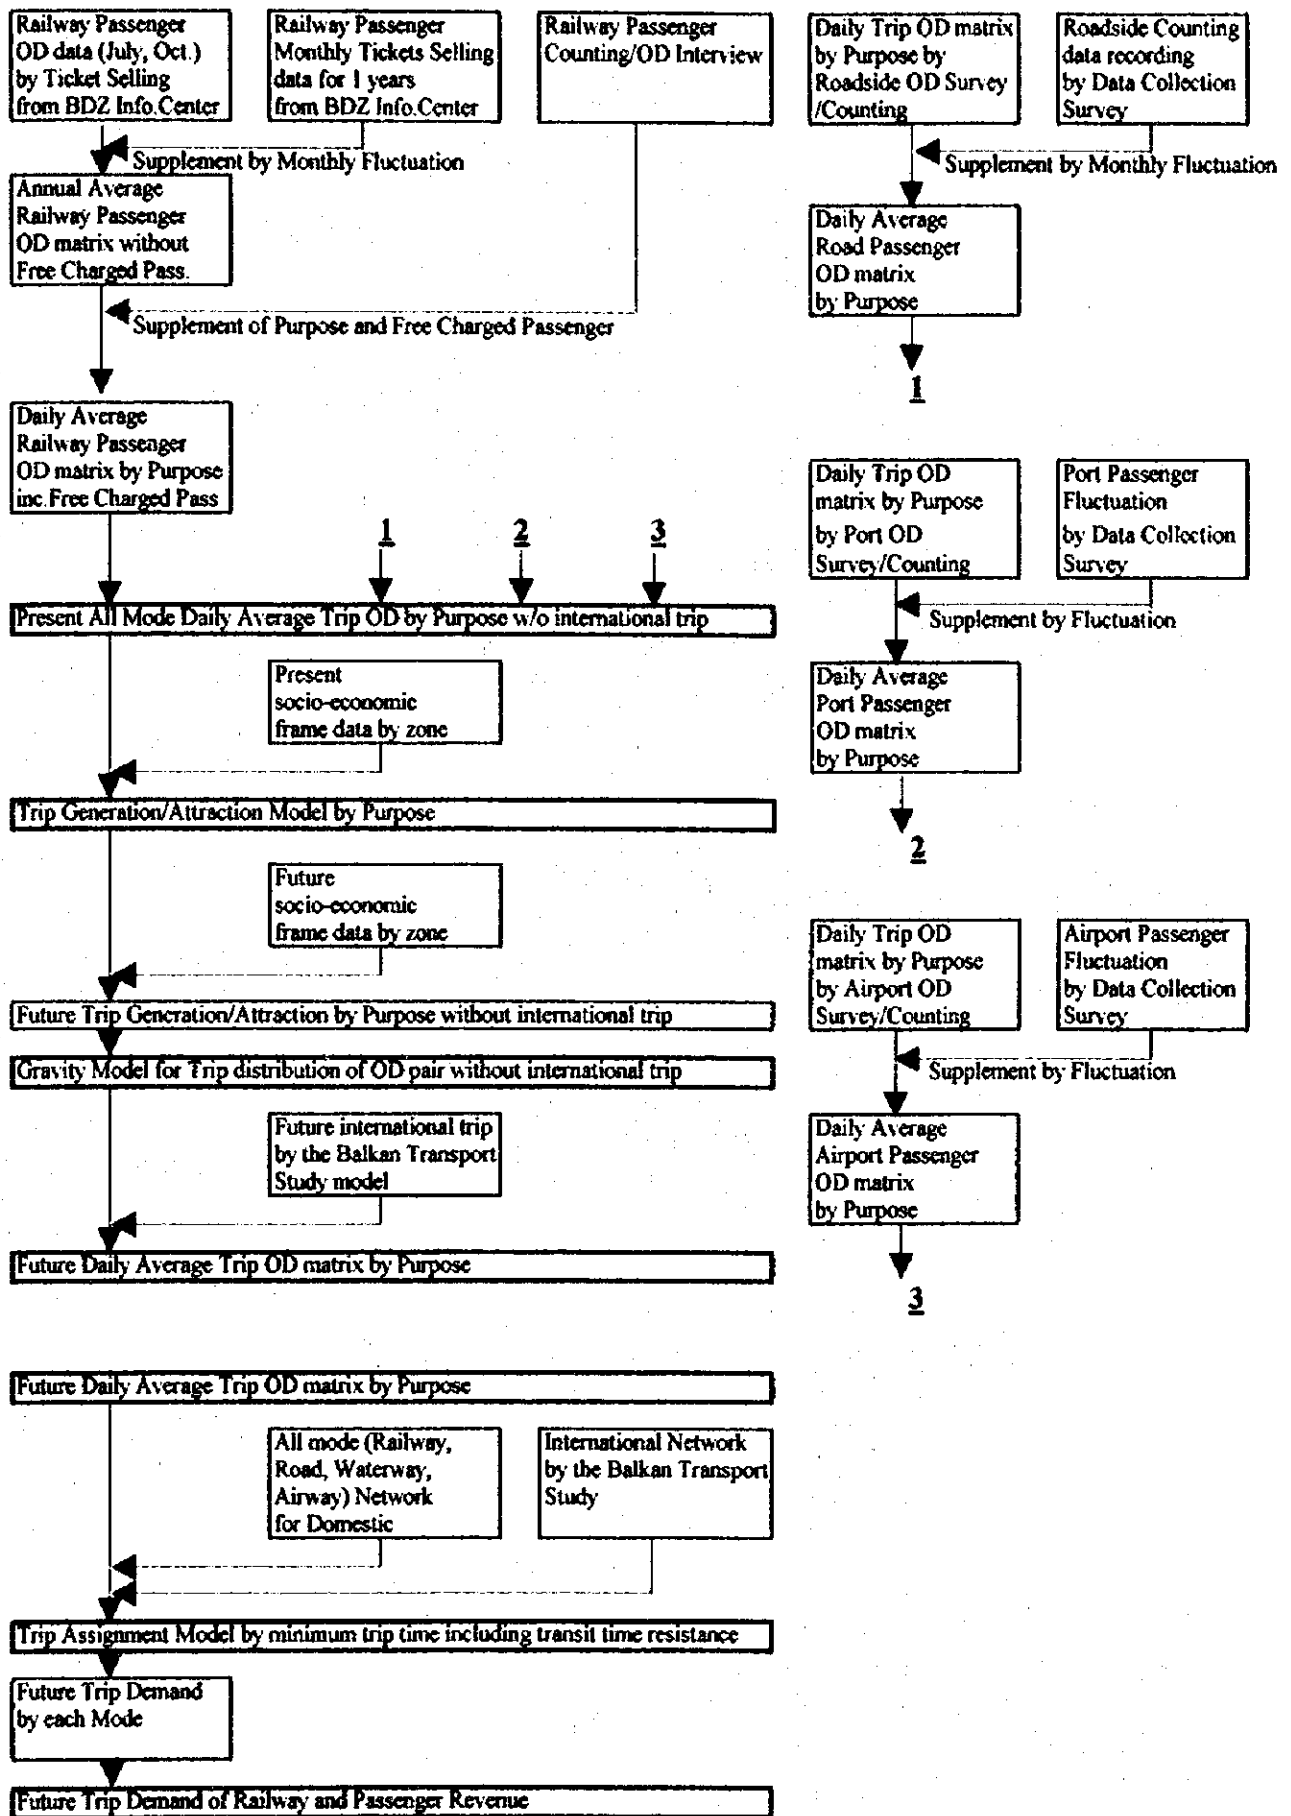 Railway Passenger
OD data (July, Oct.)
by Ticket Selling
from BDZ Info.Center
Railway Passenger
Monthly Tickets Selling
data for 1 years
from BDZ Info.Center
Railway Passenger
Counting/OD Interview
Supplement by Monthly Fluctuation
Annual Average
Railway Passenger
OD matrix without
Free Charged Pass.
Supplement of Purpose and Free Charged Passenger
Daily Average
Railway Passenger
OD matrix by Purpose
inc.Free Charged Pass
1
2
3
Present All Mode Daily Average Trip OD by Purpose w/o international trip
Present
socio-economic
frame data by zone
Trip Generation/Attraction Model by Purpose
Future
socio-economic
frame data by zone
Future Trip Generation/Attraction by Purpose without international trip
Gravity Model for Trip distribution of OD pair without international trip
Future international trip
by the Balkan Transport
Study model
Future Daily Average Trip OD matrix by Purpose
Daily Trip OD matrix
by Purpose by
Roadside OD Survey
/Counting
Roadside Counting
data recording
by Data Collection
Survey
Supplement by Monthly Fluctuation
Daily Average
Road Passenger
OD matrix
by Purpose
1
Daily Trip OD
matrix by Purpose
by Port OD
Survey/Counting
Port Passenger
Fluctuation
by Data Collection
Survey
Supplement by Fluctuation
Daily Average
Port Passenger
OD matrix
by Purpose
2
Daily Trip OD
matrix by Purpose
by Airport OD
Survey/Counting
Airport Passenger
Fluctuation
by Data Collection
Survey
Supplement by Fluctuation
Daily Average
Airport Passenger
OD matrix
by Purpose
3
Future Daily Average Trip OD matrix by Purpose
All mode (Railway,
Road, Waterway,
Airway) Network
for Domestic
International Network
by the Balkan Transport
Study
Trip Assignment Model by minimum trip time including transit time resistance
Future Trip Demand
by each Mode
Future Trip Demand of Railway and Passenger Revenue